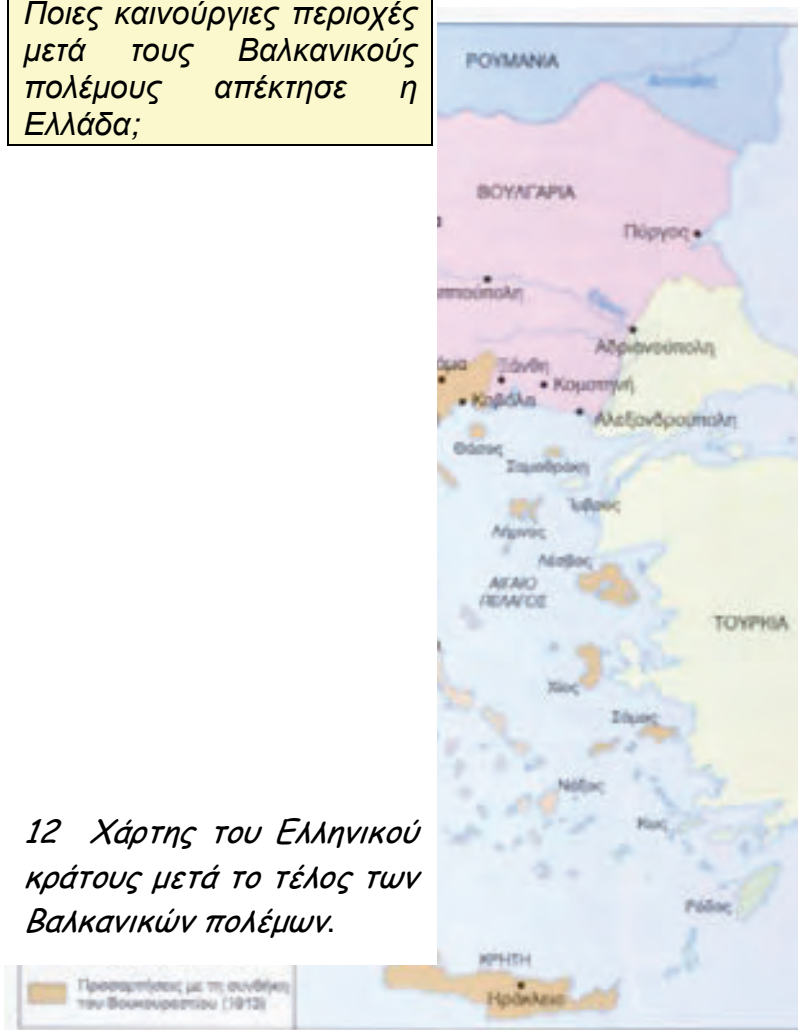 Ποιες καινούργιες περιοχές
μετά τους Βαλκανικούς
πολέμους απέκτησε η
Ελλάδα;
ΡΟΥΜΑΝΙΑ
ΒΟΥΛΓΑΡΙΑ
Πύργος
Αδριανούπολη
Ξάνθη
Κομοτηνή
Καβάλα
Αλεξανδρούπολη
Θάσος
Σαμοθράκη
Ίμβρος
Λήμνος
Λέσβος
ΑΙΓΑΙΟ
ΠΕΛΑΓΟΣ
ΤΟΥΡΚΙΑ
Χίος
Σάμος
Νάξος
Κως
Ρόδος
12 Χάρτης του Ελληνικού
κράτους μετά το τέλος των
Βαλκανικών πολέμων.
ΚΡΗΤΗ
Ηράκλειο
Προσαρτήσεις με τη συνθήκη
του Βουκουρεστίου (1913)